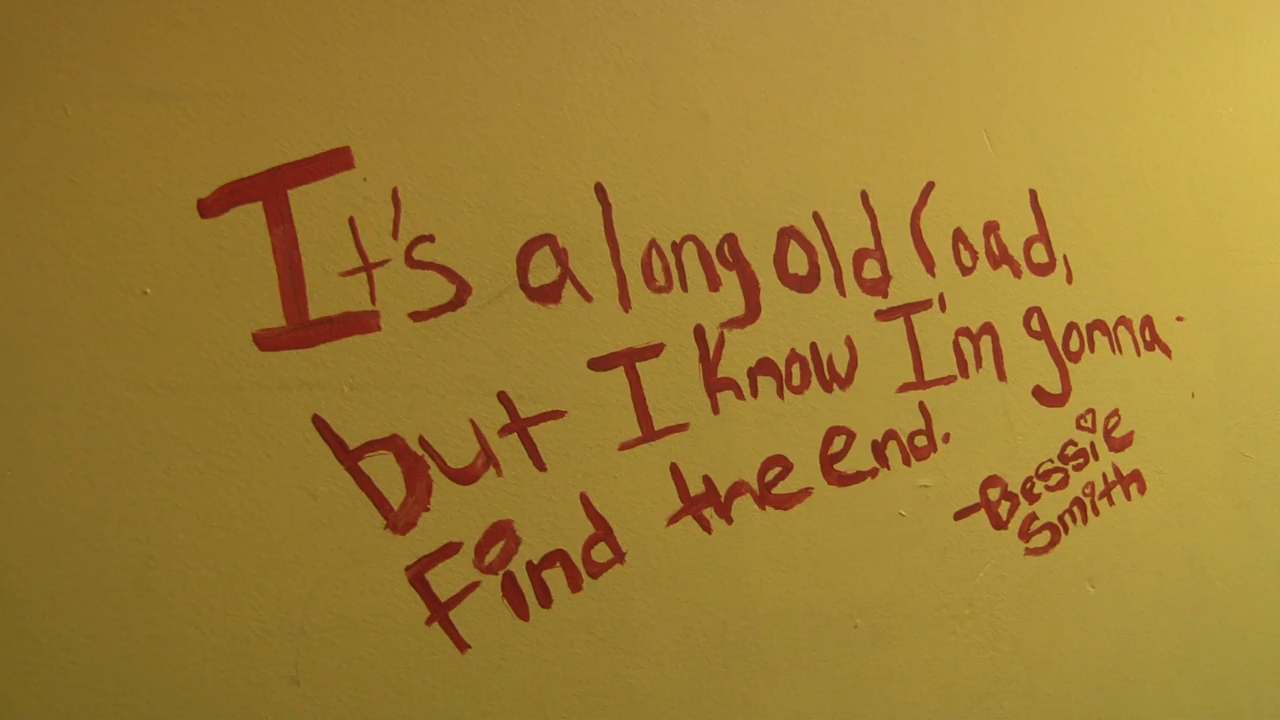 It's a long old road,
but I know I'm gonna
Find the end.
-Bessie
Smith